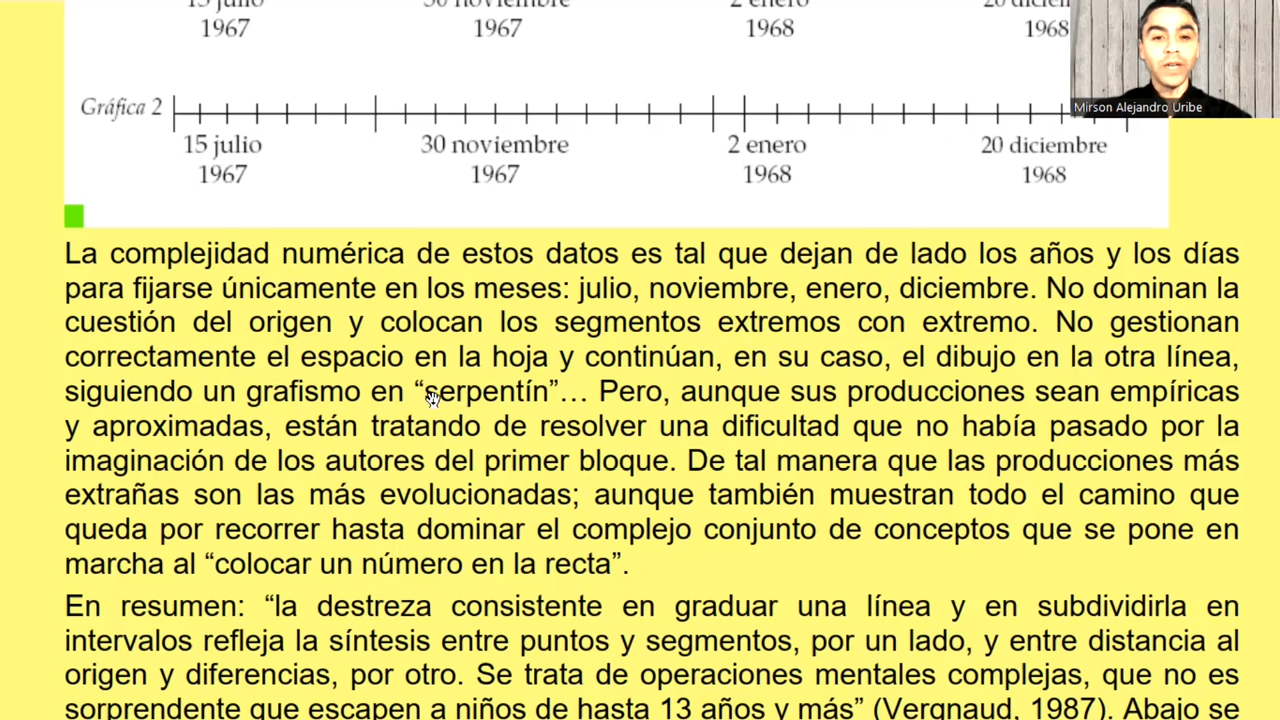 15 julio 30 noviembre 2 enero 20 diciem
1967 1967 1968 1968
Mirson Alejandro Uribe
Gráfica 2
15 julio 30 noviembre 2 enero 20 diciembre
1967 1967 1968 1968
La complejidad numérica de estos datos es tal que dejan de lado los años y los días
para fijarse únicamente en los meses: julio, noviembre, enero, diciembre. No dominan la
cuestión del origen y colocan los segmentos extremos con extremo. No gestionan
correctamente el espacio en la hoja y continúan, en su caso, el dibujo en la otra línea,
siguiendo un grafismo en “serpentín”… Pero, aunque sus producciones sean empíricas
y aproximadas, están tratando de resolver una dificultad que no había pasado por la
imaginación de los autores del primer bloque. De tal manera que las producciones más
extrañas son las más evolucionadas; aunque también muestran todo el camino que
queda por recorrer hasta dominar el complejo conjunto de conceptos que se pone en
marcha al “colocar un número en la recta”.
En resumen: “la destreza consistente en graduar una línea y en subdividirla en
intervalos refleja la síntesis entre puntos y segmentos, por un lado, y entre distancia al
origen y diferencias, por otro. Se trata de operaciones mentales complejas, que no es
sorprendente que escapen a niños de hasta 13 años y más” (Vergnaud, 1987). Abajo se